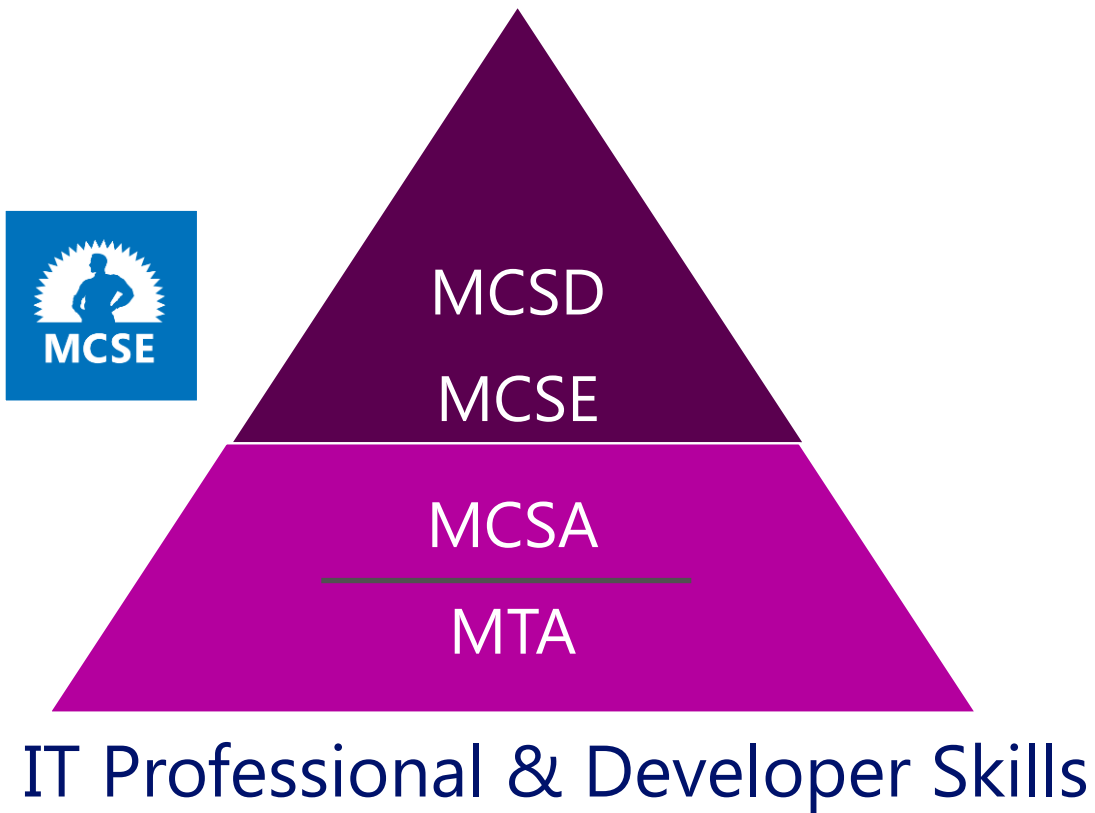 MCSD
MCSE
MCSE
MCSA
MTA
IT Professional & Developer Skills